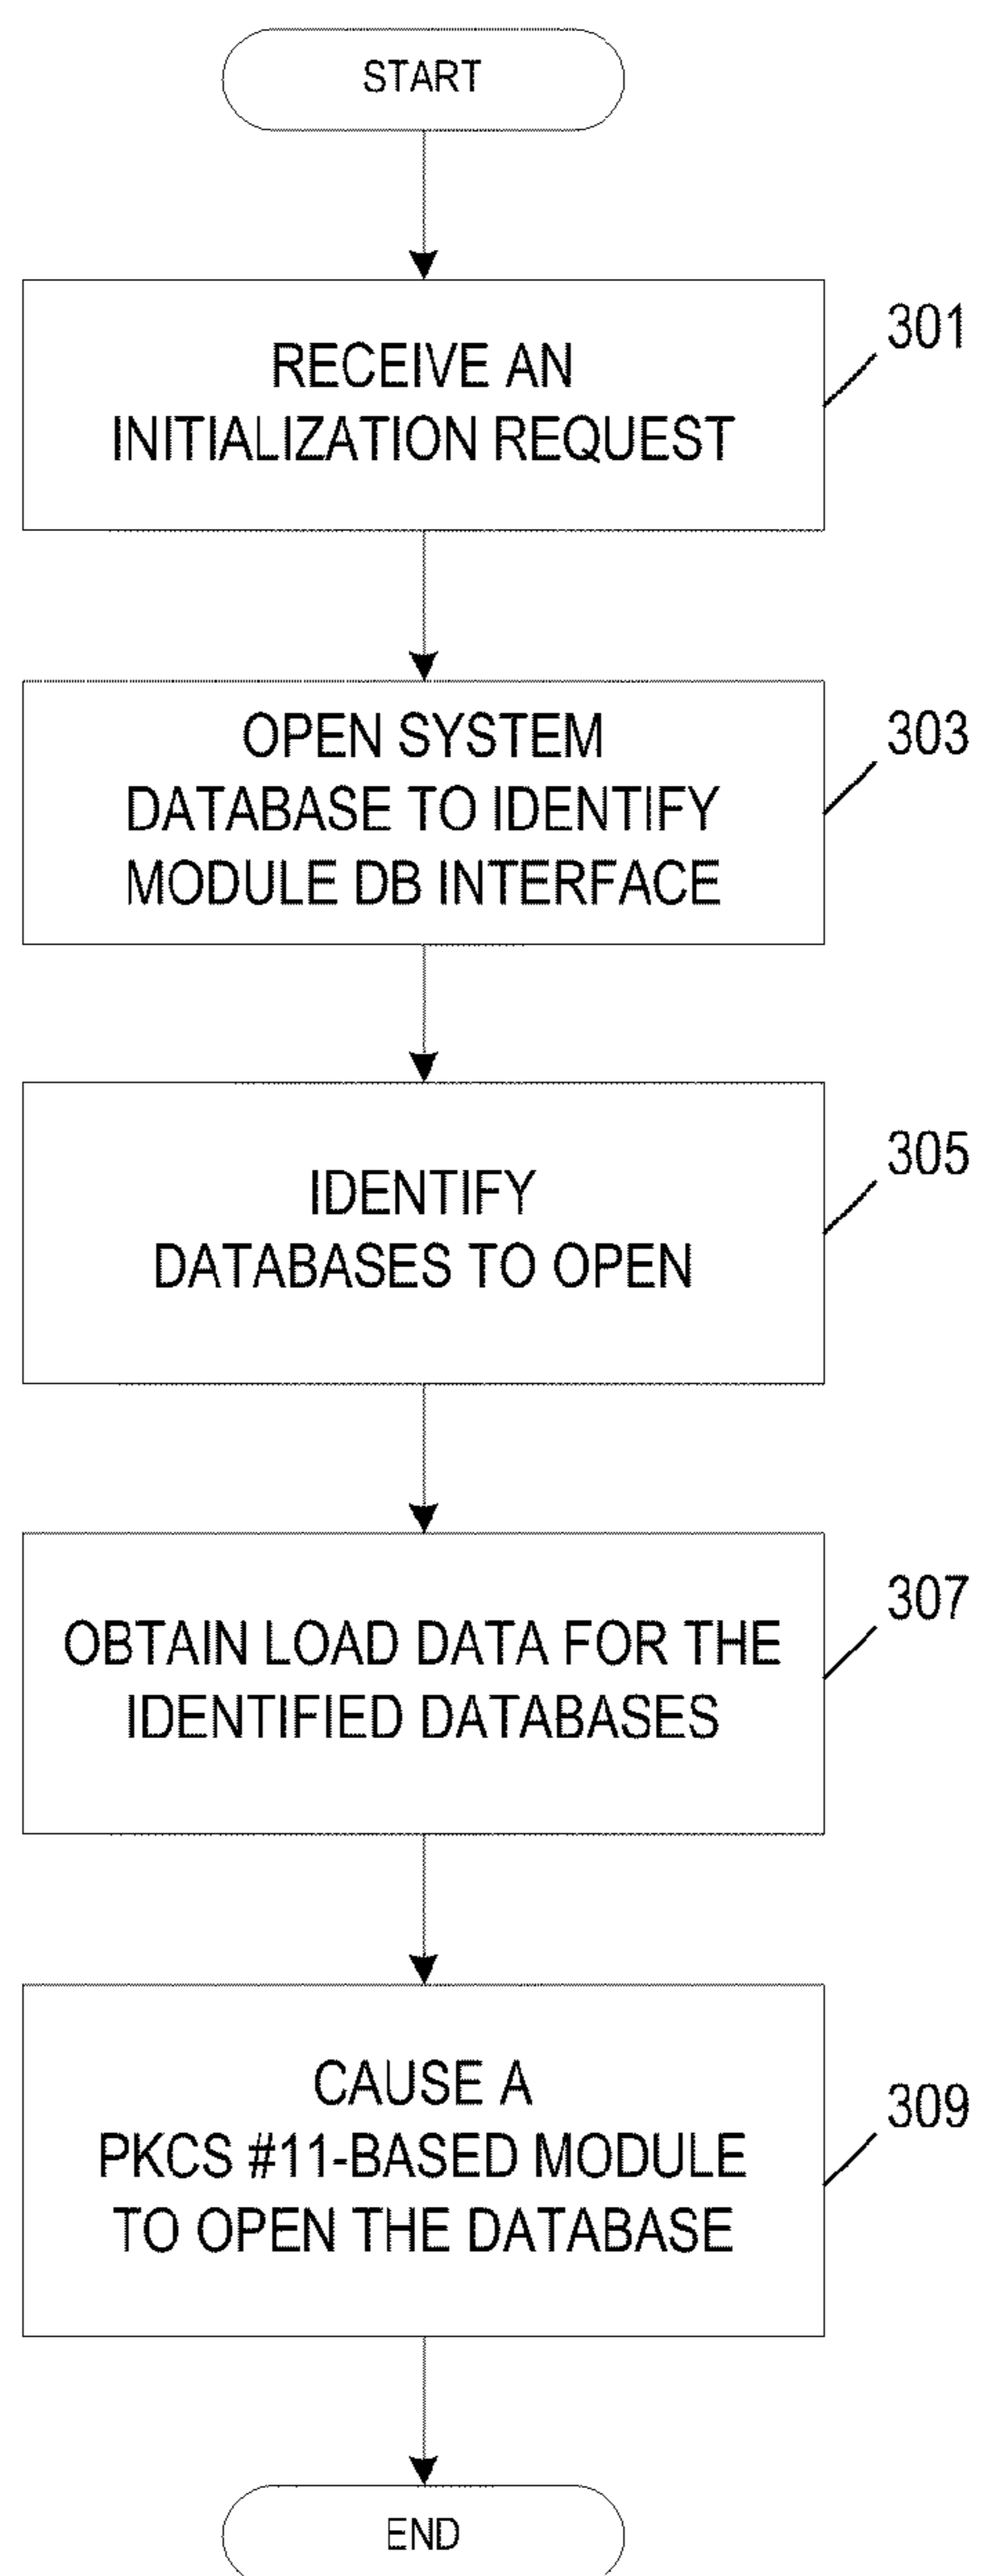 START
RECEIVE AN
INITIALIZATION REQUEST
301
OPEN SYSTEM
DATABASE TO IDENTIFY
MODULE DB INTERFACE
303
IDENTIFY
DATABASES TO OPEN
305
OBTAIN LOAD DATA FOR THE
IDENTIFIED DATABASES
307
CAUSE A
PKCS #11-BASED MODULE
TO OPEN THE DATABASE
309
END